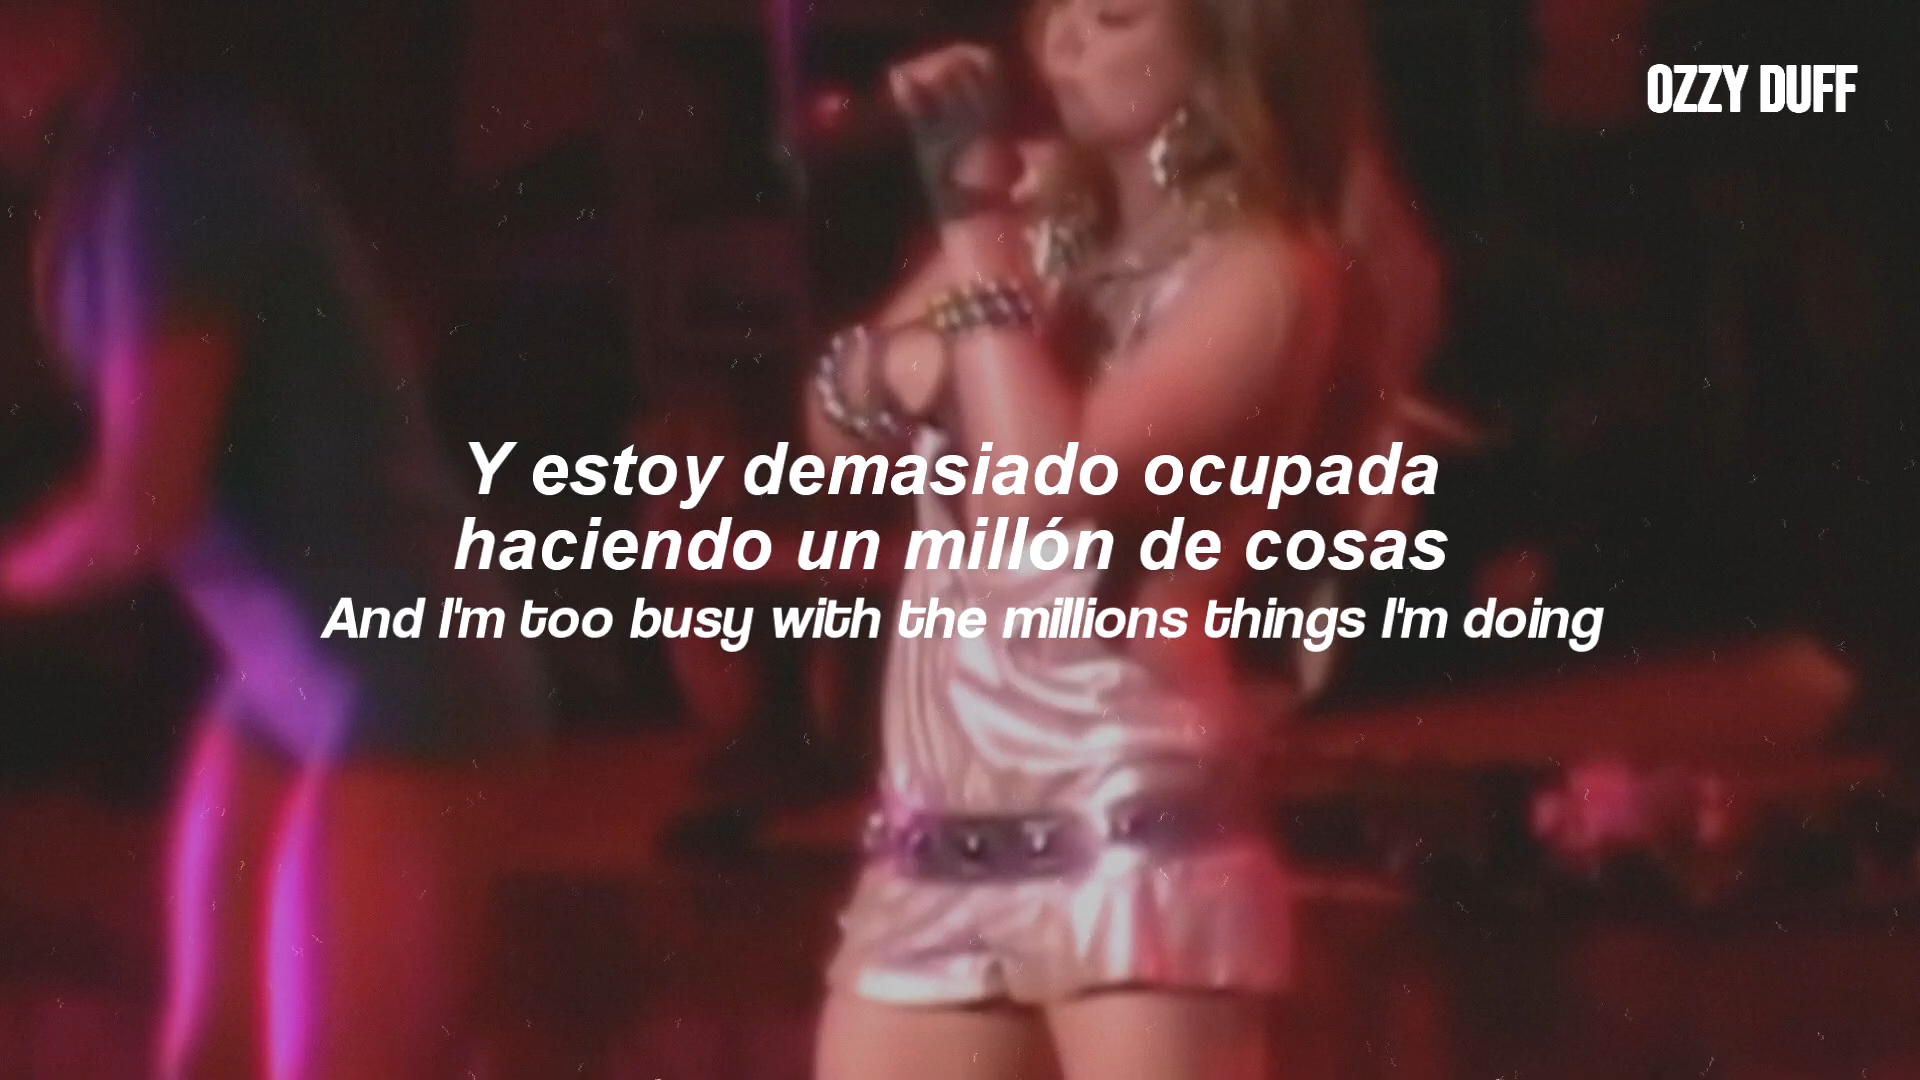 OZZY DUFF
Y estoy demasiado ocupada
haciendo un millón de cosas
And I'm too busy with the millions things I'm doing